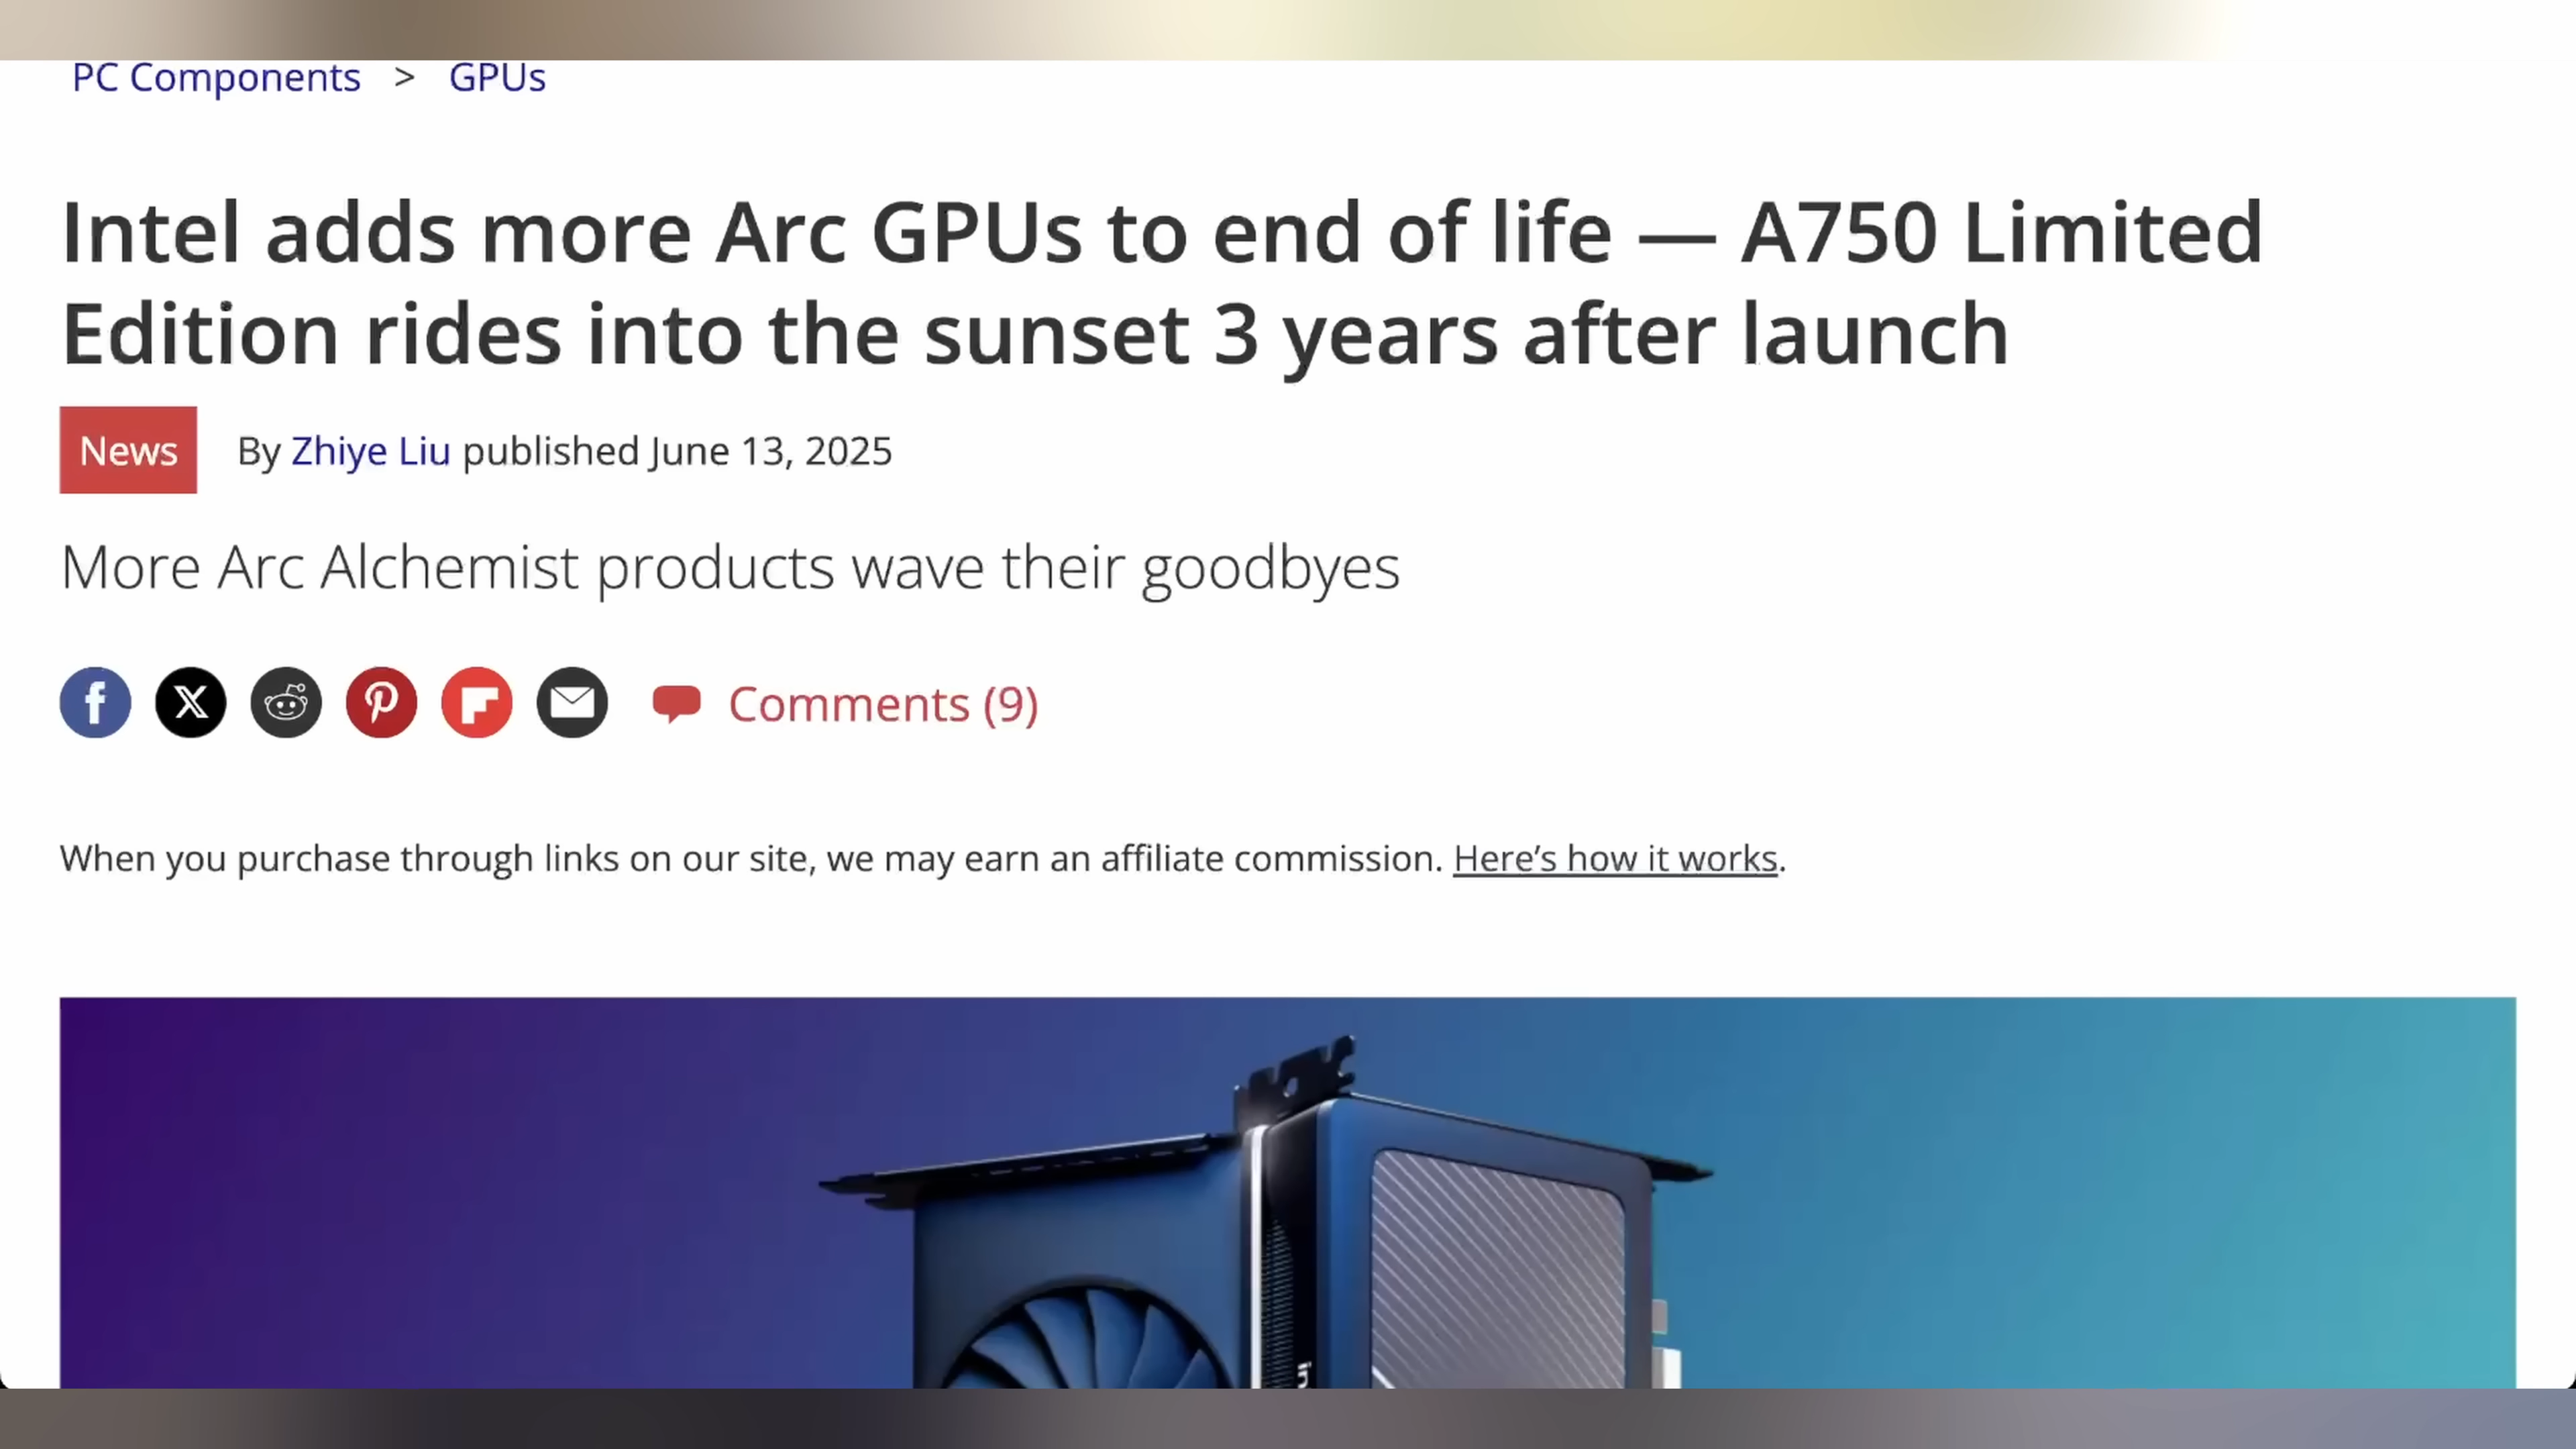 PC Components > GPUs
Intel adds more Arc GPUs to end of life — A750 Limited
Edition rides into the sunset 3 years after launch
News By Zhiye Liu published June 13, 2025
More Arc Alchemist products wave their goodbyes
Comments (9)
When you purchase through links on our site, we may earn an affiliate commission. Here’s how it works.